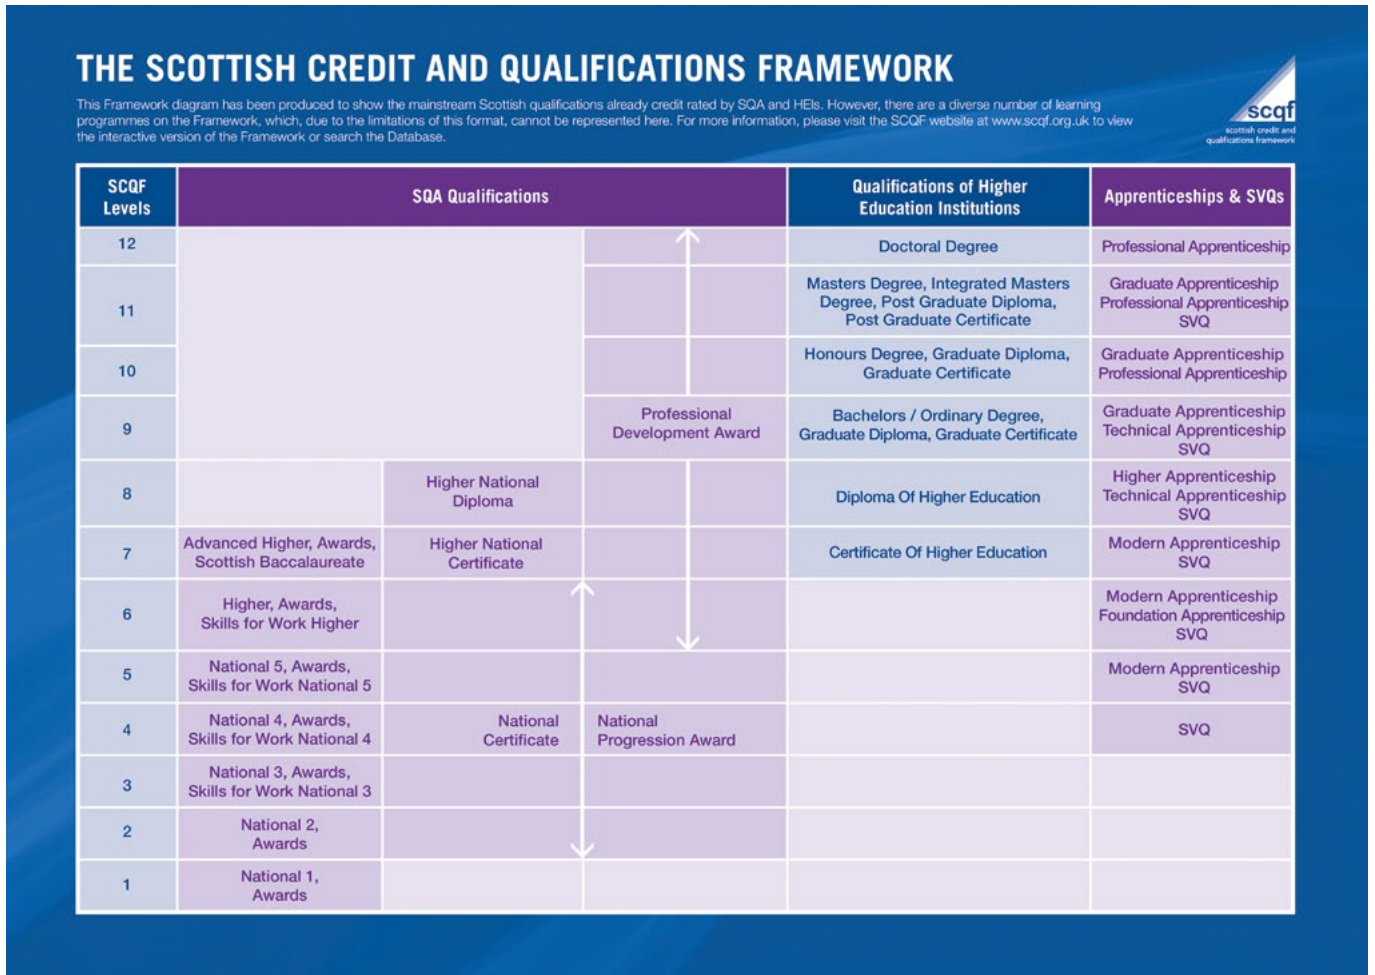 THE SCOTTISH CREDIT AND QUALIFICATIONS FRAMEWORK
This Framework diagram has been produced to show the mainstream Scottish qualifications already credit rated by SQA and HEIs. However, there are a diverse number of learning
programmes on the Framework, which, due to the limitations of this format, cannot be represented here. For more information, please visit the SCQF website at www.scqf.org.uk to view
the interactive version of the Framework or search the Database.
scqf
scottish credit and
qualifications framework
SCQF
Levels
SQA Qualifications
Qualifications of Higher
Education Institutions
Apprenticeships & SVQs
12
Doctoral Degree
Professional Apprenticeship
11
Masters Degree, Integrated Masters
Degree, Post Graduate Diploma,
Post Graduate Certificate
Graduate Apprenticeship
Professional Apprenticeship
SVQ
10
Honours Degree, Graduate Diploma,
Graduate Certificate
Graduate Apprenticeship
Professional Apprenticeship
9
Professional
Development Award
Bachelors / Ordinary Degree,
Graduate Diploma, Graduate Certificate
Graduate Apprenticeship
Technical Apprenticeship
SVQ
8
Higher National
Diploma
Diploma Of Higher Education
Higher Apprenticeship
Technical Apprenticeship
SVQ
7
Advanced Higher, Awards,
Scottish Baccalaureate
Higher National
Certificate
Certificate Of Higher Education
Modern Apprenticeship
SVQ
6
Higher, Awards,
Skills for Work Higher
Modern Apprenticeship
Foundation Apprenticeship
SVQ
5
National 5, Awards,
Skills for Work National 5
Modern Apprenticeship
SVQ
4
National 4, Awards,
Skills for Work National 4
National
Certificate
National
Progression Award
SVQ
3
National 3, Awards,
Skills for Work National 3
2
National 2,
Awards
1
National 1,
Awards